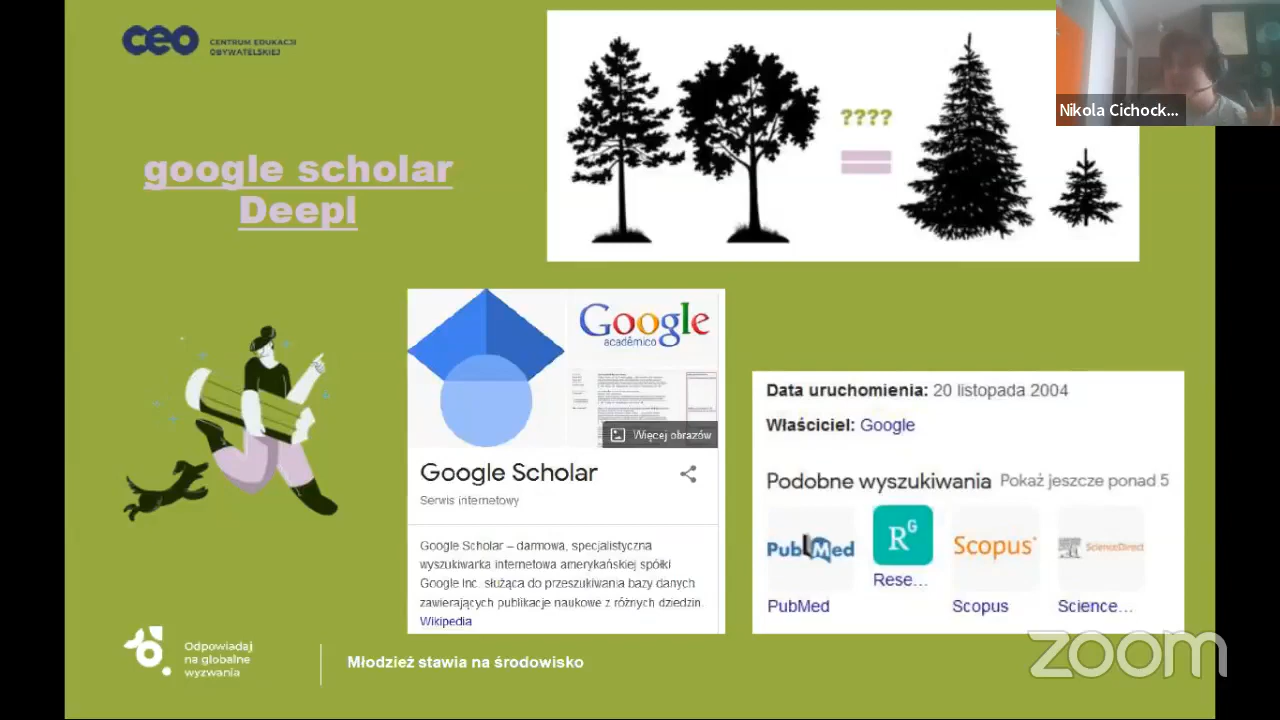 ceo
CENTRUM EDUKACJI
OBYWATELSKIEJ
Nikola Cichock...
????
google scholar
Deepl
Google
acadêmico
Więcej obrazów
Google Scholar
Serwis internetowy
Google Scholar – darmowa, specjalistyczna
wyszukiwarka internetowa amerykańskiej spółki
Google Inc. służąca do przeszukiwania bazy danych
zawierających publikacje naukowe z różnych dziedzin.
Wikipedia
Data uruchomienia: 20 listopada 2004
Właściciel: Google
Podobne wyszukiwania Pokaż jeszcze ponad 5
PubMed
RG
Scopus
ScienceDirect
Rese...
PubMed
Scopus
Science...
Odpowiadaj
na globalne
wyzwania
Młodzież stawia na środowisko
zoom